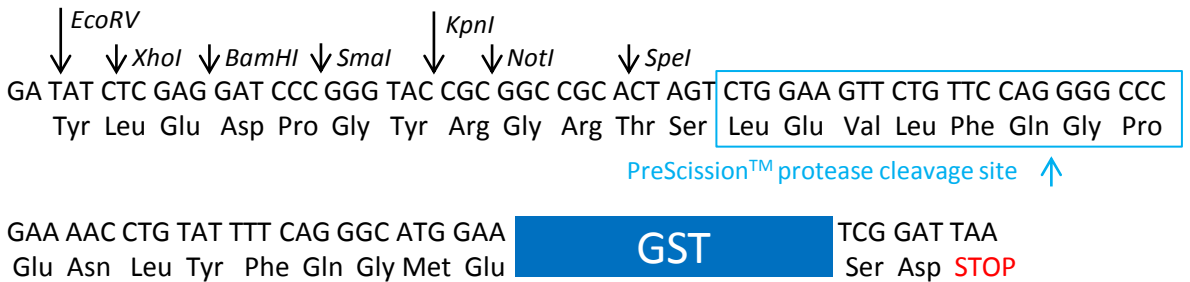 EcoRV KpnI
XhoI BamHI SmaI NotI SpeI
GA TAT CTC GAG GAT CCC GGG TAC CGC GGC CGC ACT AGT CTG GAA GTT CTG TTC CAG GGG CCC
Tyr Leu Glu Asp Pro Gly Tyr Arg Gly Arg Thr Ser Leu Glu Val Leu Phe Gln Gly Pro
PreScission™ protease cleavage site
GAA AAC CTG TAT TTT CAG GGC ATG GAA GST TCG GAT TAA
Glu Asn Leu Tyr Phe Gln Gly Met Glu Ser Asp STOP